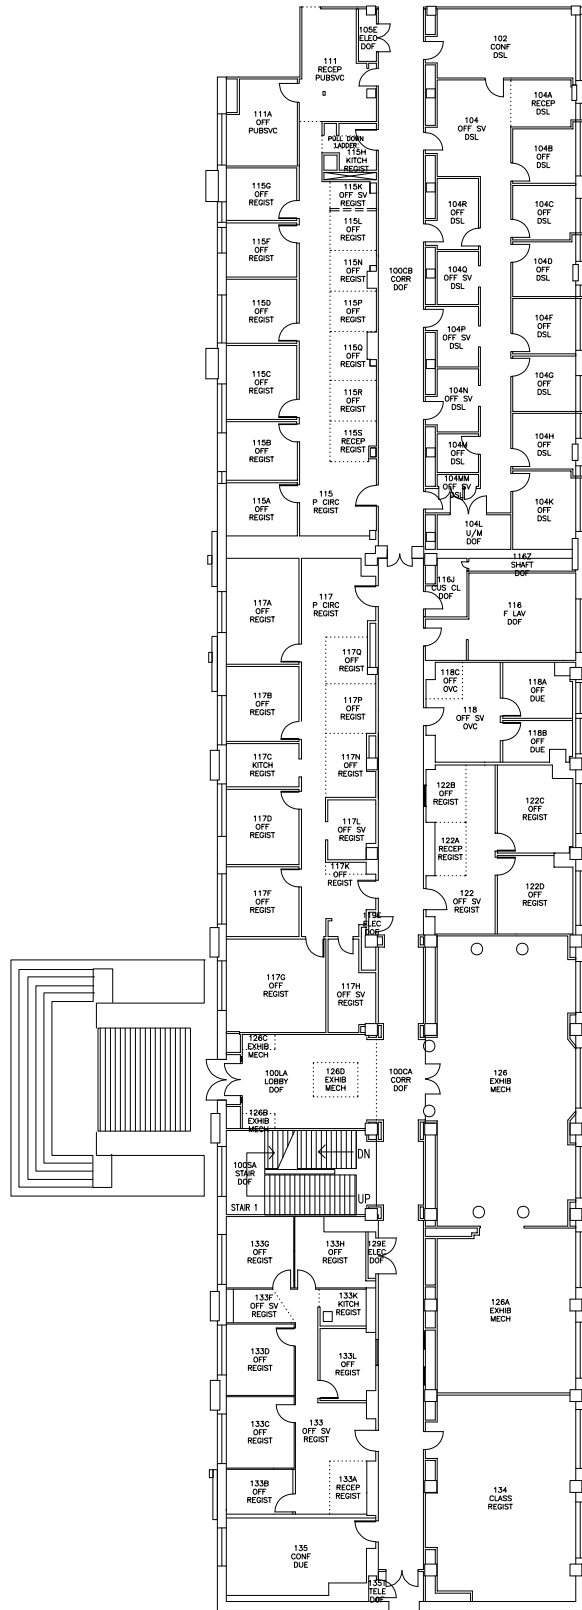 105E
ELEC
DOF
111
RECEP
PUBSVC
102
CONF
DSL
111A
OFF
PUBSVC
104
OFF SV
DSL
104A
RECEP
DSL
PULL DOWN
LADDER
115H
KITCH
REGIST
104B
OFF
DSL
115G
OFF
REGIST
115K
OFF SV
REGIST
104R
OFF
DSL
104C
OFF
DSL
115L
OFF
REGIST
115F
OFF
REGIST
115N
OFF
REGIST
100CB
CORR
DOF
104Q
OFF
DSL
104D
OFF
DSL
115D
OFF
REGIST
115P
OFF
REGIST
104P
OFF SV
DSL
104F
OFF
DSL
115Q
OFF
REGIST
115C
OFF
REGIST
104G
OFF
DSL
115R
OFF
REGIST
104N
OFF SV
DSL
115S
RECEP
REGIST
115B
OFF
REGIST
104M
OFF
DSL
104H
OFF
DSL
104MM
OFF SV
DSL
115A
OFF
REGIST
115
P CIRC
REGIST
104K
OFF
DSL
104L
U/M
DOF
116Z
SHAFT
DOF
116J
CUS CL
DOF
117A
OFF
REGIST
117
P CIRC
REGIST
116
F LAV
DOF
117Q
OFF
REGIST
118C
OFF
OVC
118A
OFF
DUE
117B
OFF
REGIST
117P
OFF
REGIST
118
OFF SV
OVC
118B
OFF
DUE
117C
KITCH
REGIST
117N
OFF
REGIST
122B
OFF
REGIST
122C
OFF
REGIST
117D
OFF
REGIST
117L
OFF SV
REGIST
122A
RECEP
REGIST
117K
OFF
REGIST
117F
OFF
REGIST
122
OFF SV
REGIST
122D
OFF
REGIST
119E
ELEC
DOF
117G
OFF
REGIST
117H
OFF SV
REGIST
126C
EXHIB
MECH
100LA
LOBBY
DOF
126D
EXHIB
MECH
100CA
CORR
DOF
126
EXHIB
MECH
126B
EXHIB
MECH
100SA
STAIR
DOF
DN
UP
STAIR 1
133G
OFF
REGIST
133H
OFF
REGIST
129E
ELEC
DOF
133F
OFF SV
REGIST
133K
KITCH
REGIST
126A
EXHIB
MECH
133D
OFF
REGIST
133L
OFF
REGIST
133C
OFF
REGIST
133
OFF SV
REGIST
133B
OFF
REGIST
133A
RECEP
REGIST
134
CLASS
REGIST
135
CONF
DUE
135T
TELE
DOF